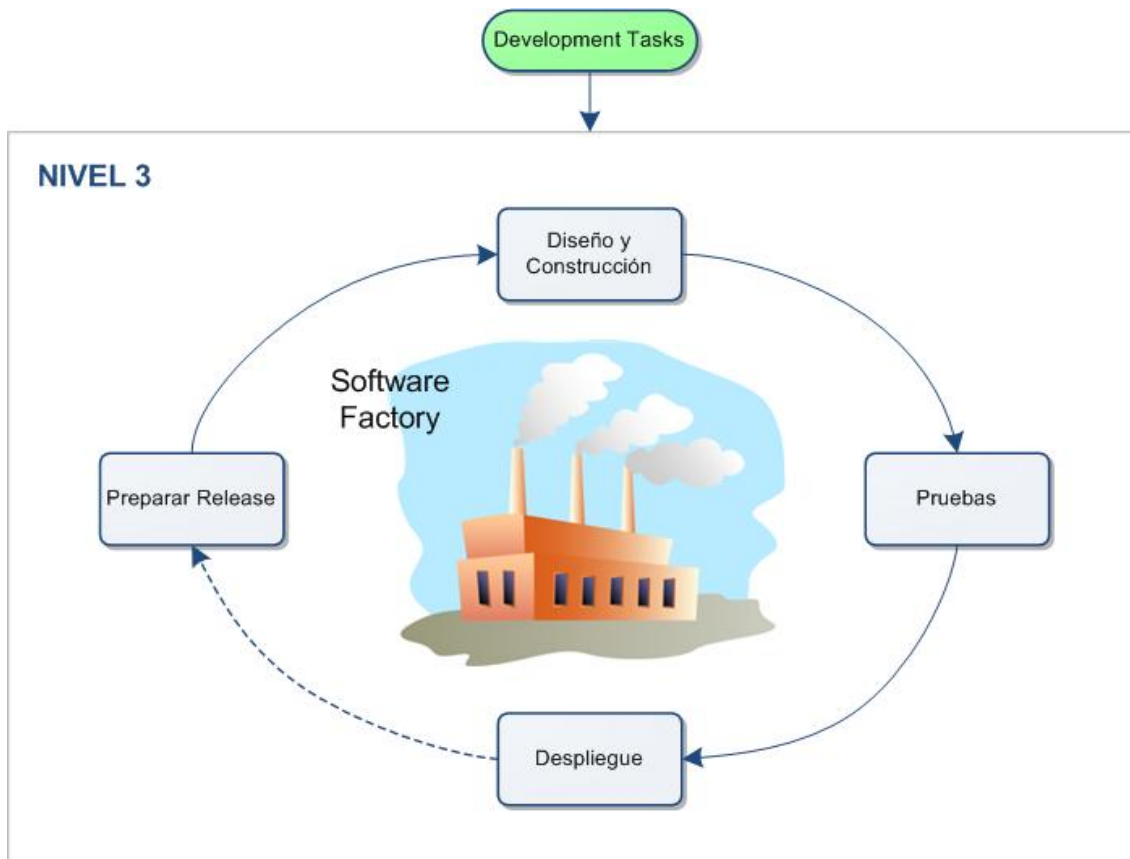 Development Tasks
NIVEL 3
Diseño y
Construcción
Software
Factory
Preparar Release
Pruebas
Despliegue